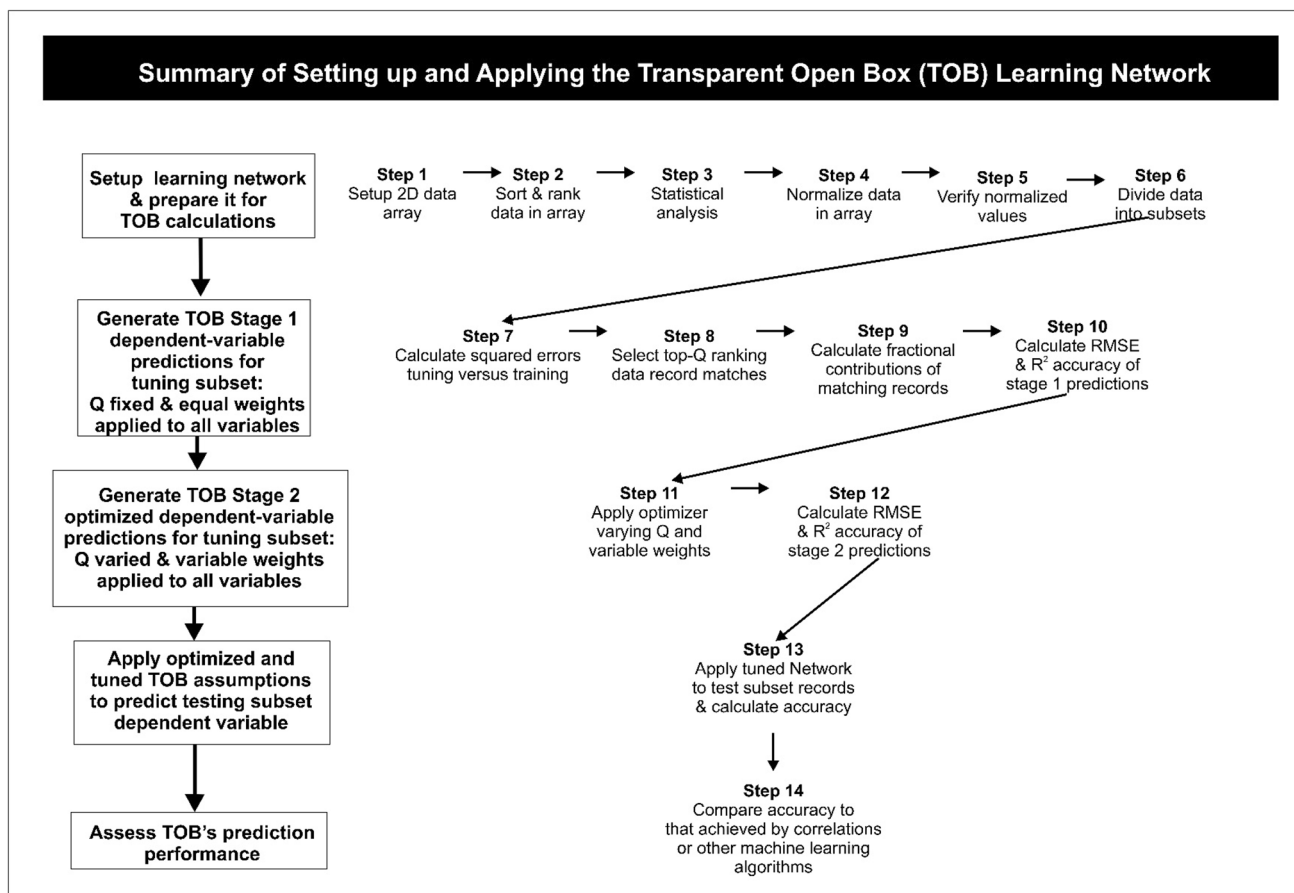 Summary of Setting up and Applying the Transparent Open Box (TOB) Learning Network
Setup learning network
& prepare it for
TOB calculations
Step 1
Setup 2D data
array
Step 2
Sort & rank
data in array
Step 3
Statistical
analysis
Step 4
Normalize data
in array
Step 5
Verify normalized
values
Step 6
Divide data
into subsets
Generate TOB Stage 1
dependent-variable
predictions for
tuning subset:
Q fixed & equal weights
applied to all variables
Step 7
Calculate squared errors
tuning versus training
Step 8
Select top-Q ranking
data record matches
Step 9
Calculate fractional
contributions
of matching records
Step 10
Calculate RMSE
& R² accuracy of
stage 1 predictions
Generate TOB Stage 2
optimized dependent-variable
predictions for tuning subset:
Q varied & variable weights
applied to all variables
Step 11
Apply optimizer
varying Q and
variable weights
Step 12
Calculate RMSE
& R² accuracy of
stage 2 predictions
Apply optimized and
tuned TOB assumptions
to predict testing subset
dependent variable
Step 13
Apply tuned Network
to test subset records
& calculate accuracy
Assess TOB's prediction
performance
Step 14
Compare accuracy to
that achieved by correlations
or other machine learning
algorithms